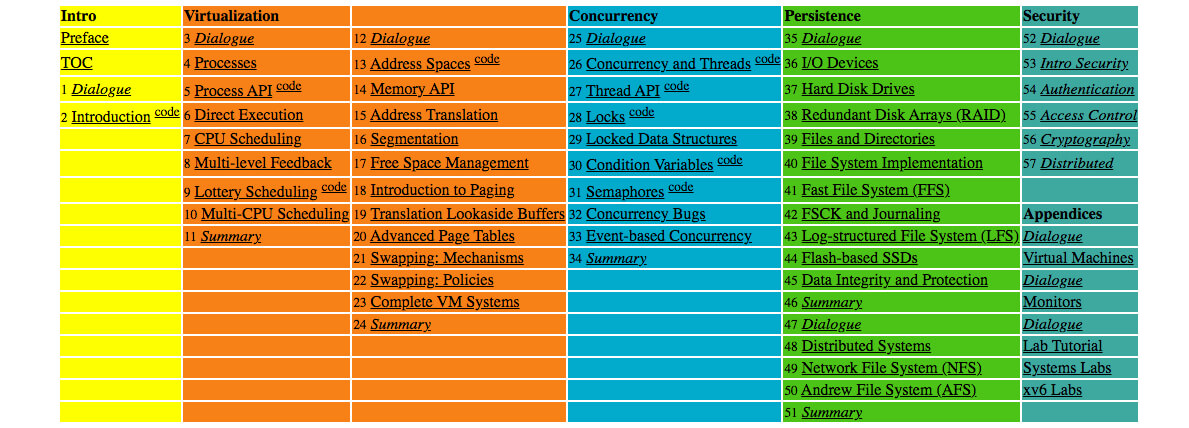 Intro Virtualization Concurrency Persistence Security
Preface 3 Dialogue 12 Dialogue 25 Dialogue 35 Dialogue 52 Dialogue
TOC 4 Processes 13 Address Spaces code 26 Concurrency and Threads code 36 I/O Devices 53 Intro Security
1 Dialogue 5 Process API code 14 Memory API 27 Thread API code 37 Hard Disk Drives 54 Authentication
2 Introduction code 6 Direct Execution 15 Address Translation 28 Locks code 38 Redundant Disk Arrays (RAID) 55 Access Control
7 CPU Scheduling 16 Segmentation 29 Locked Data Structures 39 Files and Directories 56 Cryptography
8 Multi-level Feedback 17 Free Space Management 30 Condition Variables code 40 File System Implementation 57 Distributed
9 Lottery Scheduling code 18 Introduction to Paging 31 Semaphores code 41 Fast File System (FFS)
10 Multi-CPU Scheduling 19 Translation Lookaside Buffers 32 Concurrency Bugs 42 FSCK and Journaling Appendices
11 Summary 20 Advanced Page Tables 33 Event-based Concurrency 43 Log-structured File System (LFS) Dialogue
21 Swapping: Mechanisms 34 Summary 44 Flash-based SSDs Virtual Machines
22 Swapping: Policies 45 Data Integrity and Protection Dialogue
23 Complete VM Systems 46 Summary Monitors
24 Summary 47 Dialogue Dialogue
48 Distributed Systems Lab Tutorial
49 Network File System (NFS) Systems Labs
50 Andrew File System (AFS) xv6 Labs
51 Summary